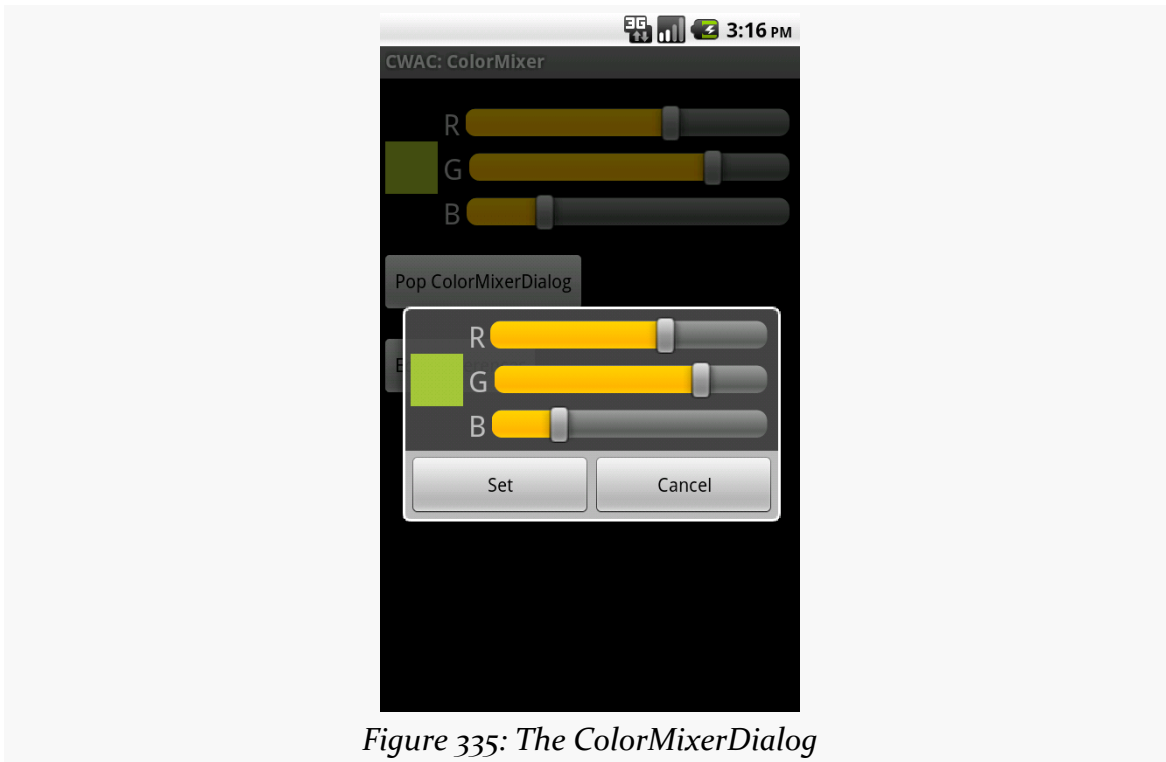 3G 3:16 PM
CWAC: ColorMixer
R
G
B
Pop ColorMixerDialog
R
G
B
Set Cancel
Figure 335: The ColorMixerDialog